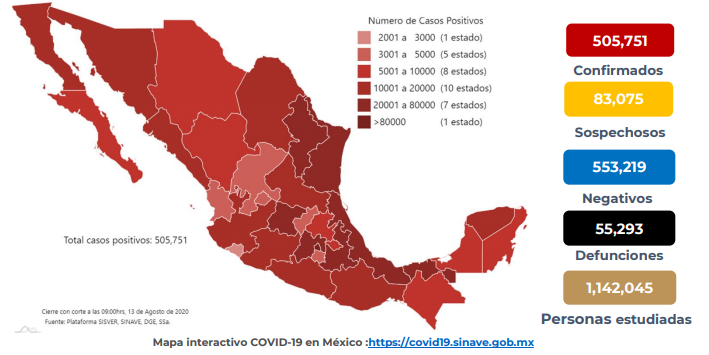 Número de Casos Positivos
2001 a 3000 (1 estado)
3001 a 5000 (5 estados)
5001 a 10000 (8 estados)
10001 a 20000 (10 estados)
20001 a 80000 (7 estados)
>80000 (1 estado)
Total casos positivos: 505,751
Cierre con corte a las 09:00hrs, 13 de Agosto de 2020
Fuente: Plataforma SISVER, SINAVE, DGE, SSa.
505,751
Confirmados
83,075
Sospechosos
553,219
Negativos
55,293
Defunciones
1,142,045
Personas estudiadas
Mapa interactivo COVID-19 en México :https://covid19.sinave.gob.mx